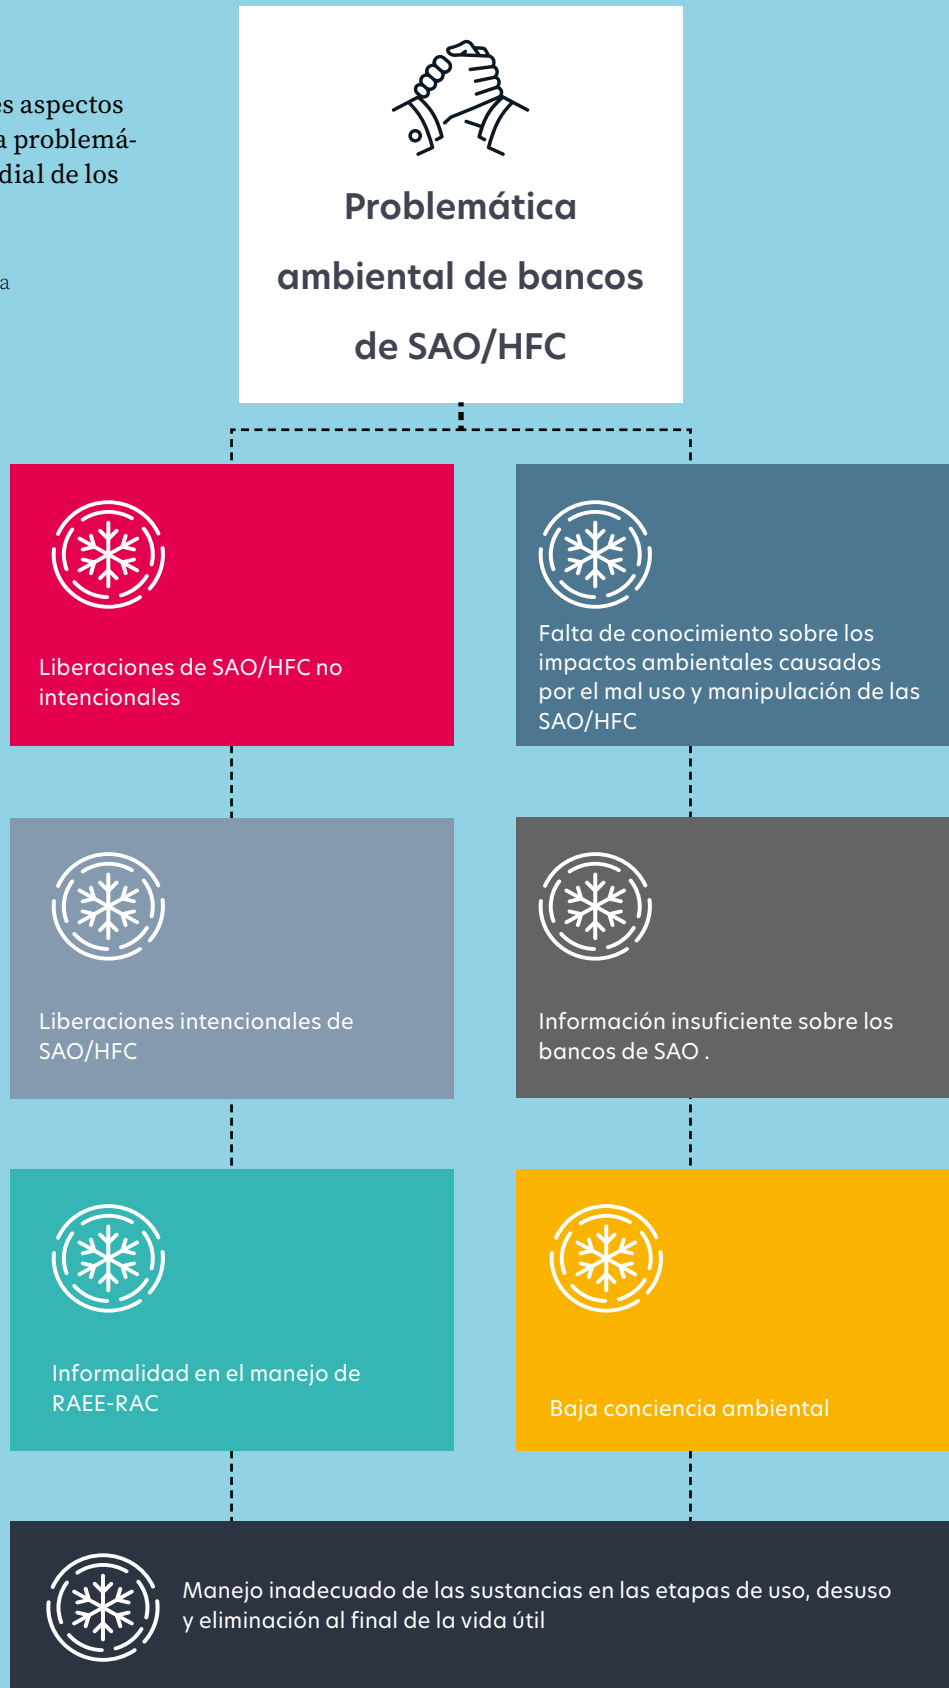 es aspectos
a problemá-
dial de los
a
Problemática
ambiental de bancos
de SAO/HFC
Liberaciones de SAO/HFC no
intencionales
Falta de conocimiento sobre los
impactos ambientales causados
por el mal uso y manipulación de las
SAO/HFC
Liberaciones intencionales de
SAO/HFC
Información insuficiente sobre los
bancos de SAO .
Informalidad en el manejo de
RAEE-RAC
Baja conciencia ambiental
Manejo inadecuado de las sustancias en las etapas de uso, desuso
y eliminación al final de la vida útil